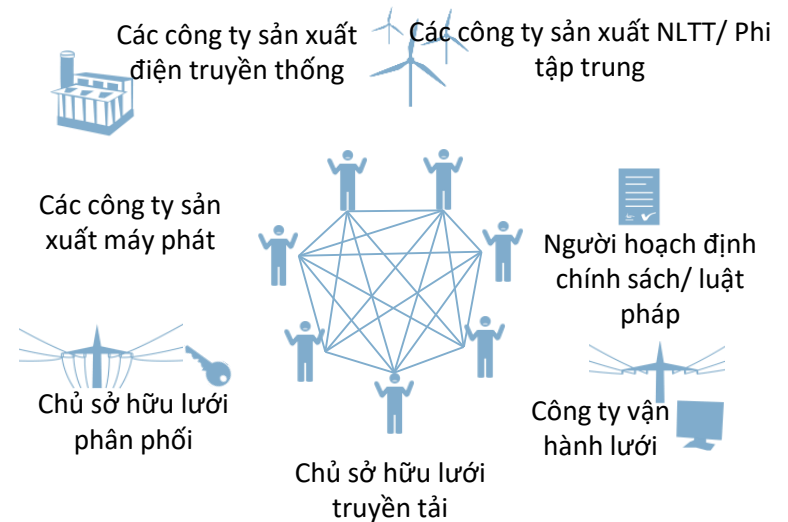 Các công ty sản xuất
điện truyền thống
Các công ty sản xuất NLTT/ Phi
tập trung
Các công ty sản
xuất máy phát
Người hoạch định
chính sách/ luật
pháp
Chủ sở hữu lưới
phân phối
Công ty vận
hành lưới
Chủ sở hữu lưới
truyền tải